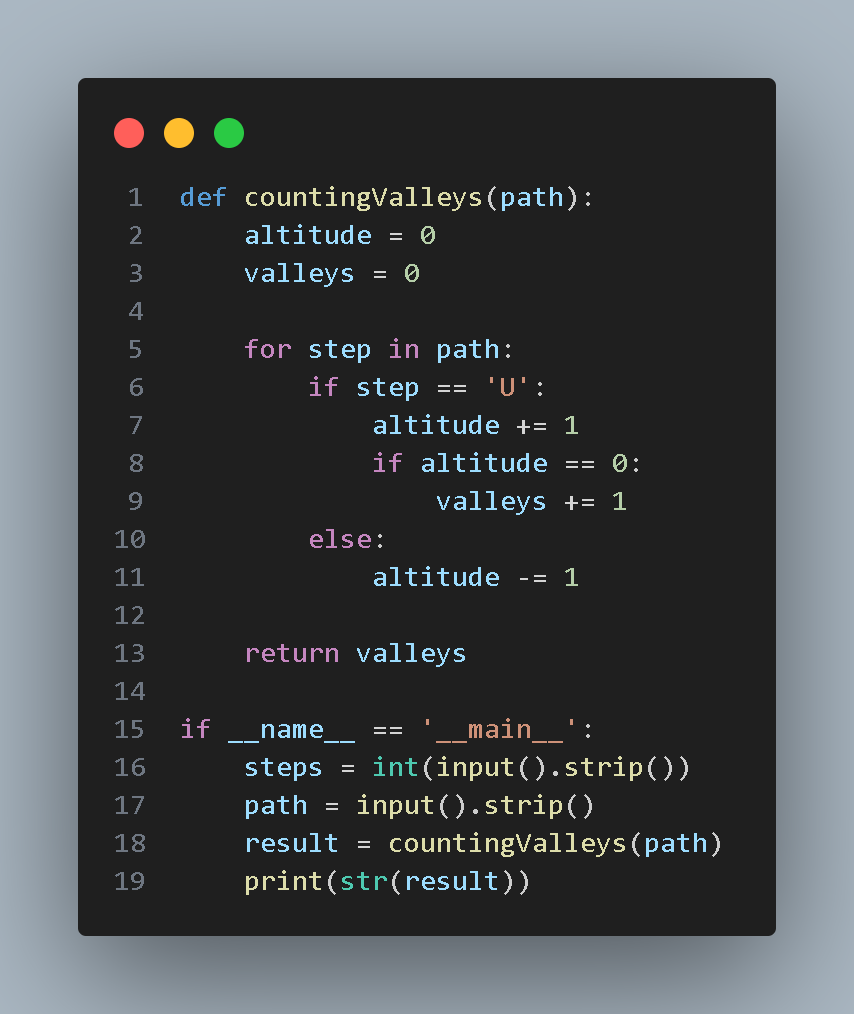 1 def countingValleys(path):
2     altitude = 0
3     valleys = 0
4
5     for step in path:
6         if step == 'U':
7             altitude += 1
8             if altitude == 0:
9                 valleys += 1
10         else:
11             altitude -= 1
12
13     return valleys
14
15 if __name__ == '__main__':
16     steps = int(input().strip())
17     path = input().strip()
18     result = countingValleys(path)
19     print(str(result))